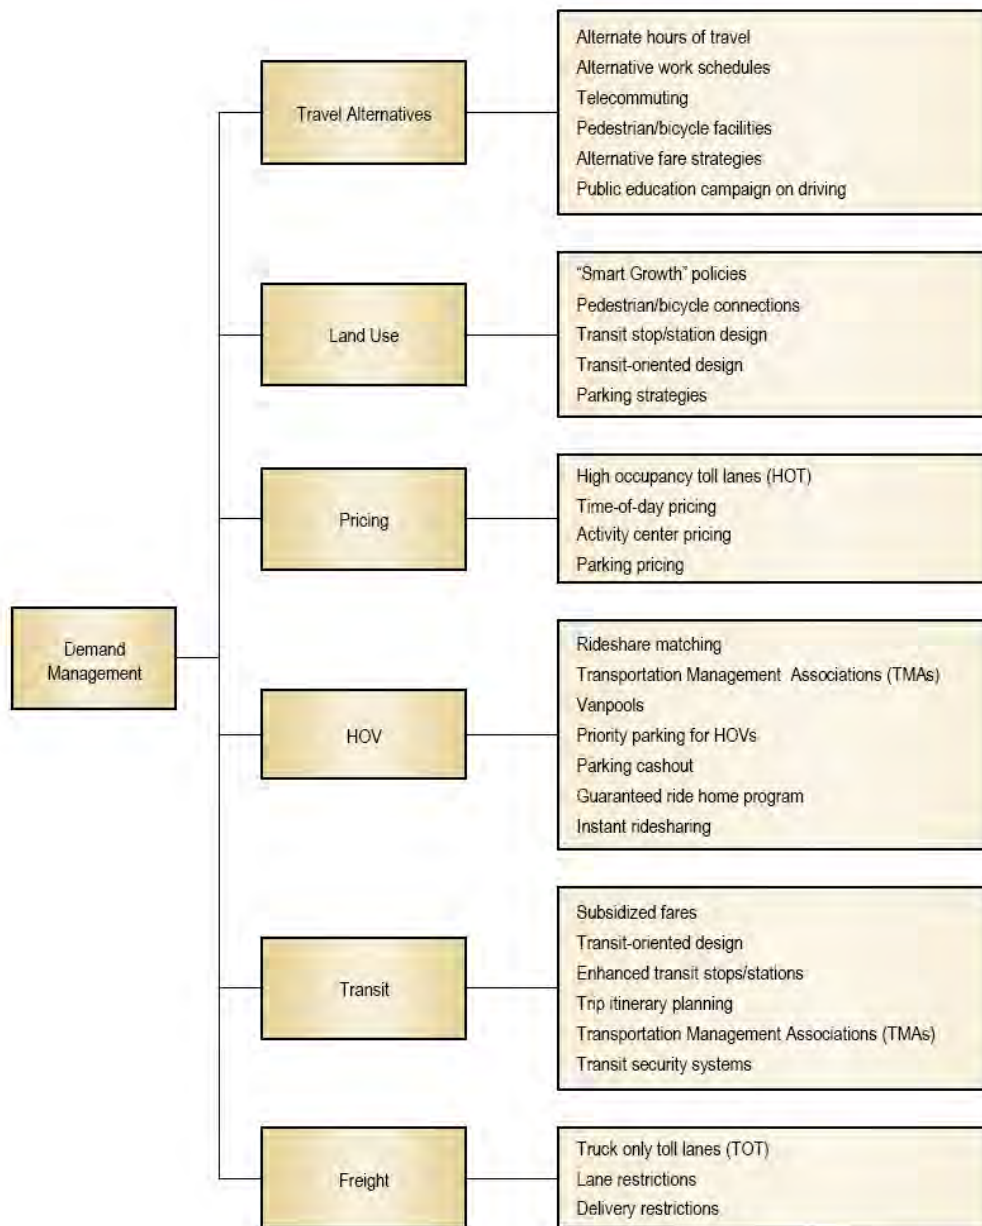 Travel Alternatives
Alternate hours of travel
Alternative work schedules
Telecommuting
Pedestrian/bicycle facilities
Alternative fare strategies
Public education campaign on driving
Land Use
“Smart Growth” policies
Pedestrian/bicycle connections
Transit stop/station design
Transit-oriented design
Parking strategies
Pricing
High occupancy toll lanes (HOT)
Time-of-day pricing
Activity center pricing
Parking pricing
Demand
Management
HOV
Rideshare matching
Transportation Management Associations (TMAs)
Vanpools
Priority parking for HOVs
Parking cashout
Guaranteed ride home program
Instant ridesharing
Transit
Subsidized fares
Transit-oriented design
Enhanced transit stops/stations
Trip itinerary planning
Transportation Management Associations (TMAs)
Transit security systems
Freight
Truck only toll lanes (TOT)
Lane restrictions
Delivery restrictions